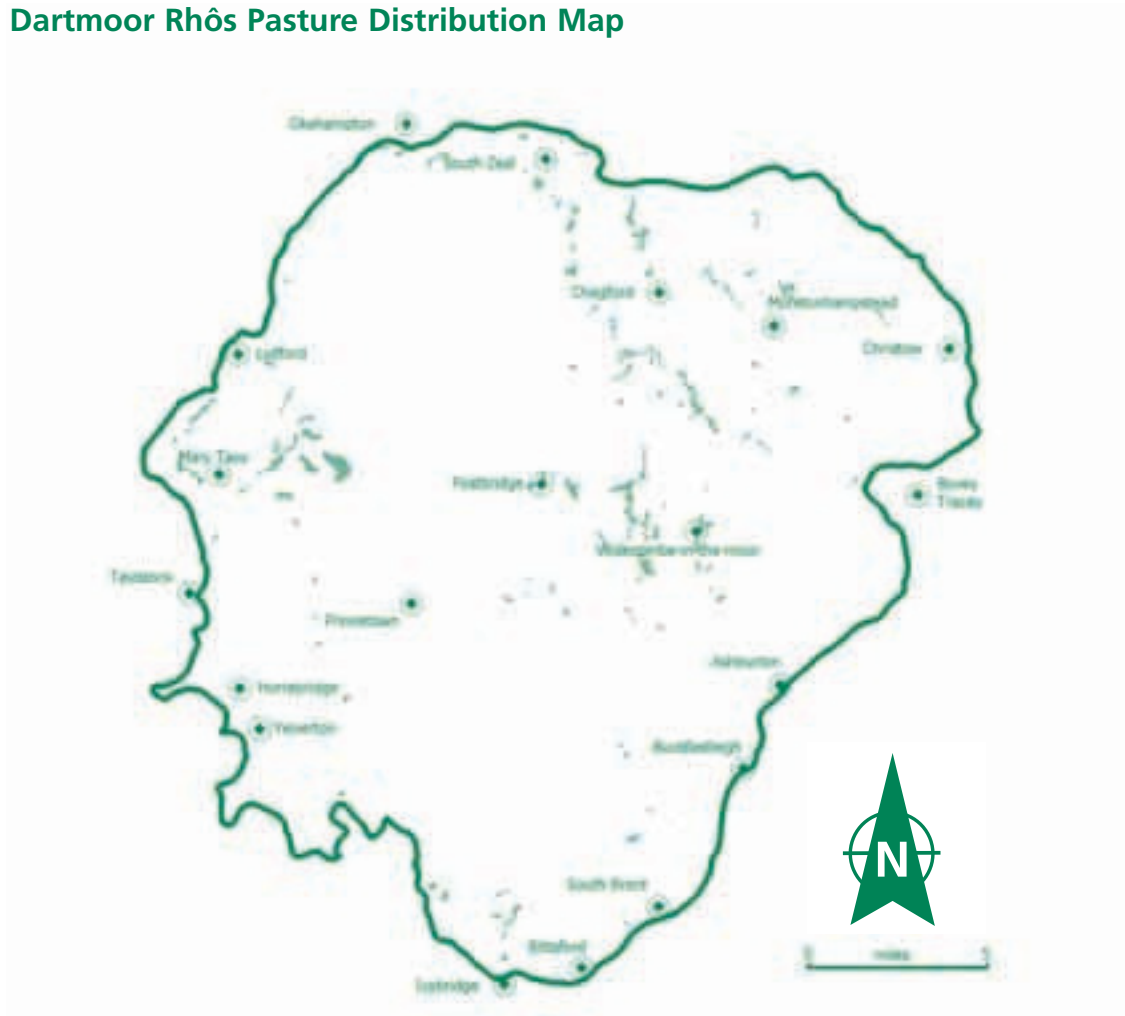 Dartmoor Rhôs Pasture Distribution Map
Okehampton
South Zeal
Chagford
Moretonhampstead
Christow
Lydford
Mary Tavy
Postbridge
Bovey
Tracey
Widecombe-in-the-moor
Tavistock
Princetown
Ashburton
Horrabridge
Yelverton
Buckfastleigh
N
South Brent
0 miles 5
Bittaford
Ivybridge